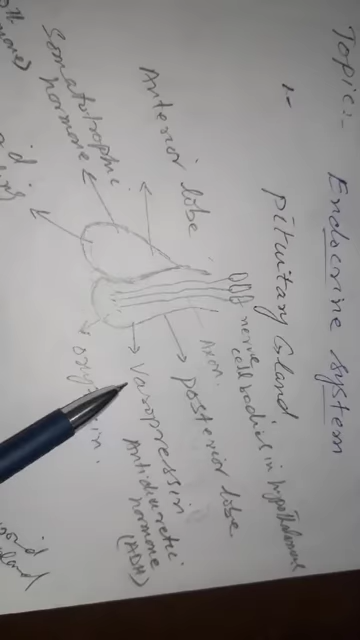 Topic:- Endocrine system
1-
Pituitary Gland
nerve
cell bodies in hypothalamus
Axon.
Anterior lobe
posterior lobe
Somatotrophic
hormone
Vasopressin
Antidiuretic
hormone
(ADH)